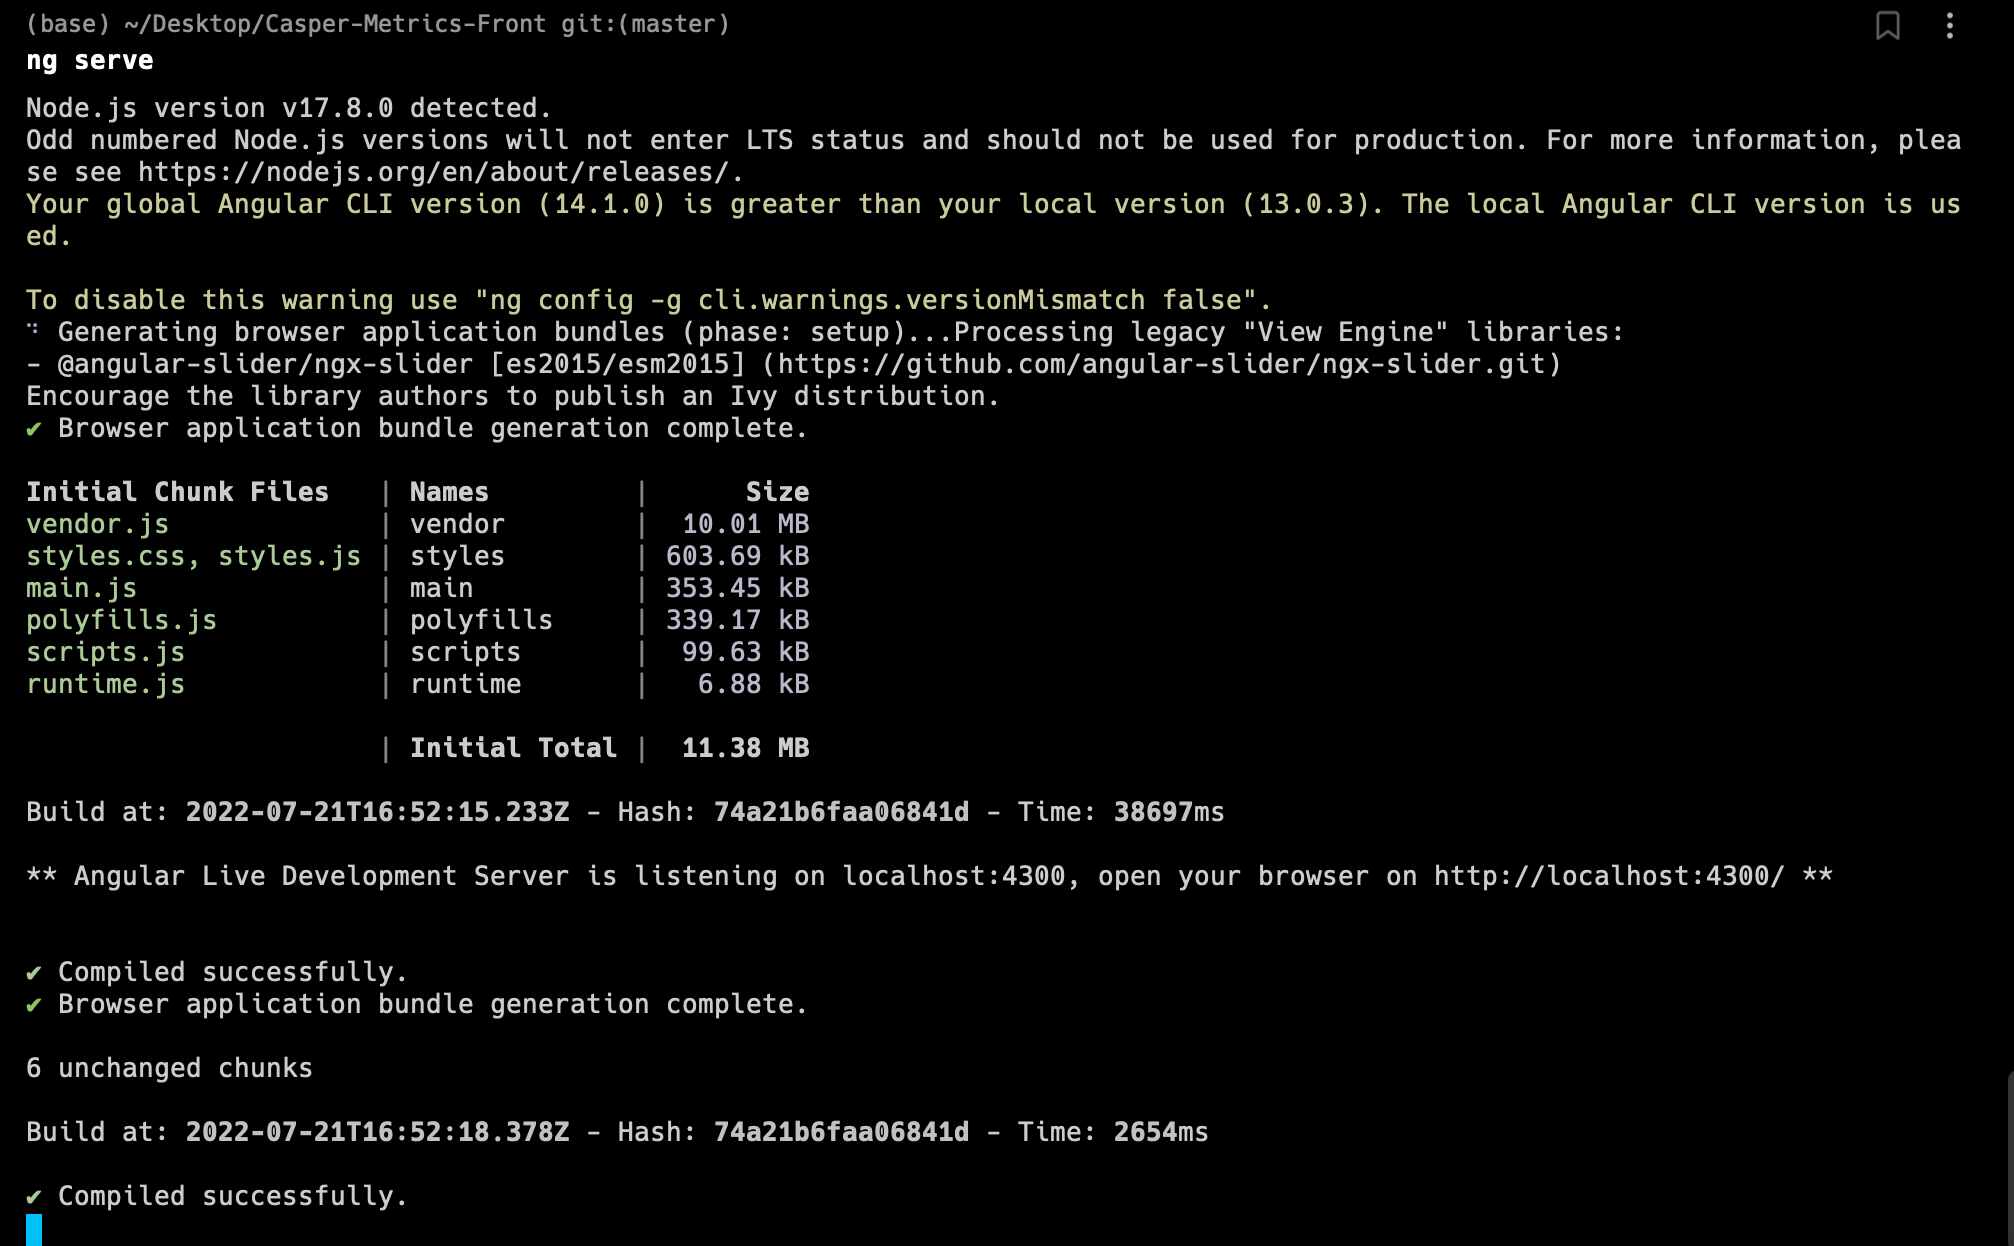 (base) ~/Desktop/Casper-Metrics-Front git:(master)
ng serve
Node.js version v17.8.0 detected.
Odd numbered Node.js versions will not enter LTS status and should not be used for production. For more information, plea
se see https://nodejs.org/en/about/releases/.
Your global Angular CLI version (14.1.0) is greater than your local version (13.0.3). The local Angular CLI version is us
ed.
To disable this warning use "ng config -g cli.warnings.versionMismatch false".
⠙ Generating browser application bundles (phase: setup)...Processing legacy "View Engine" libraries:
- @angular-slider/ngx-slider [es2015/esm2015] (https://github.com/angular-slider/ngx-slider.git)
Encourage the library authors to publish an Ivy distribution.
✔ Browser application bundle generation complete.
Initial Chunk Files | Names | Size
vendor.js | vendor | 10.01 MB
styles.css, styles.js | styles | 603.69 kB
main.js | main | 353.45 kB
polyfills.js | polyfills | 339.17 kB
scripts.js | scripts | 99.63 kB
runtime.js | runtime | 6.88 kB
| Initial Total | 11.38 MB
Build at: 2022-07-21T16:52:15.233Z - Hash: 74a21b6faa06841d - Time: 38697ms
** Angular Live Development Server is listening on localhost:4300, open your browser on http://localhost:4300/ **
✔ Compiled successfully.
✔ Browser application bundle generation complete.
6 unchanged chunks
Build at: 2022-07-21T16:52:18.378Z - Hash: 74a21b6faa06841d - Time: 2654ms
✔ Compiled successfully.